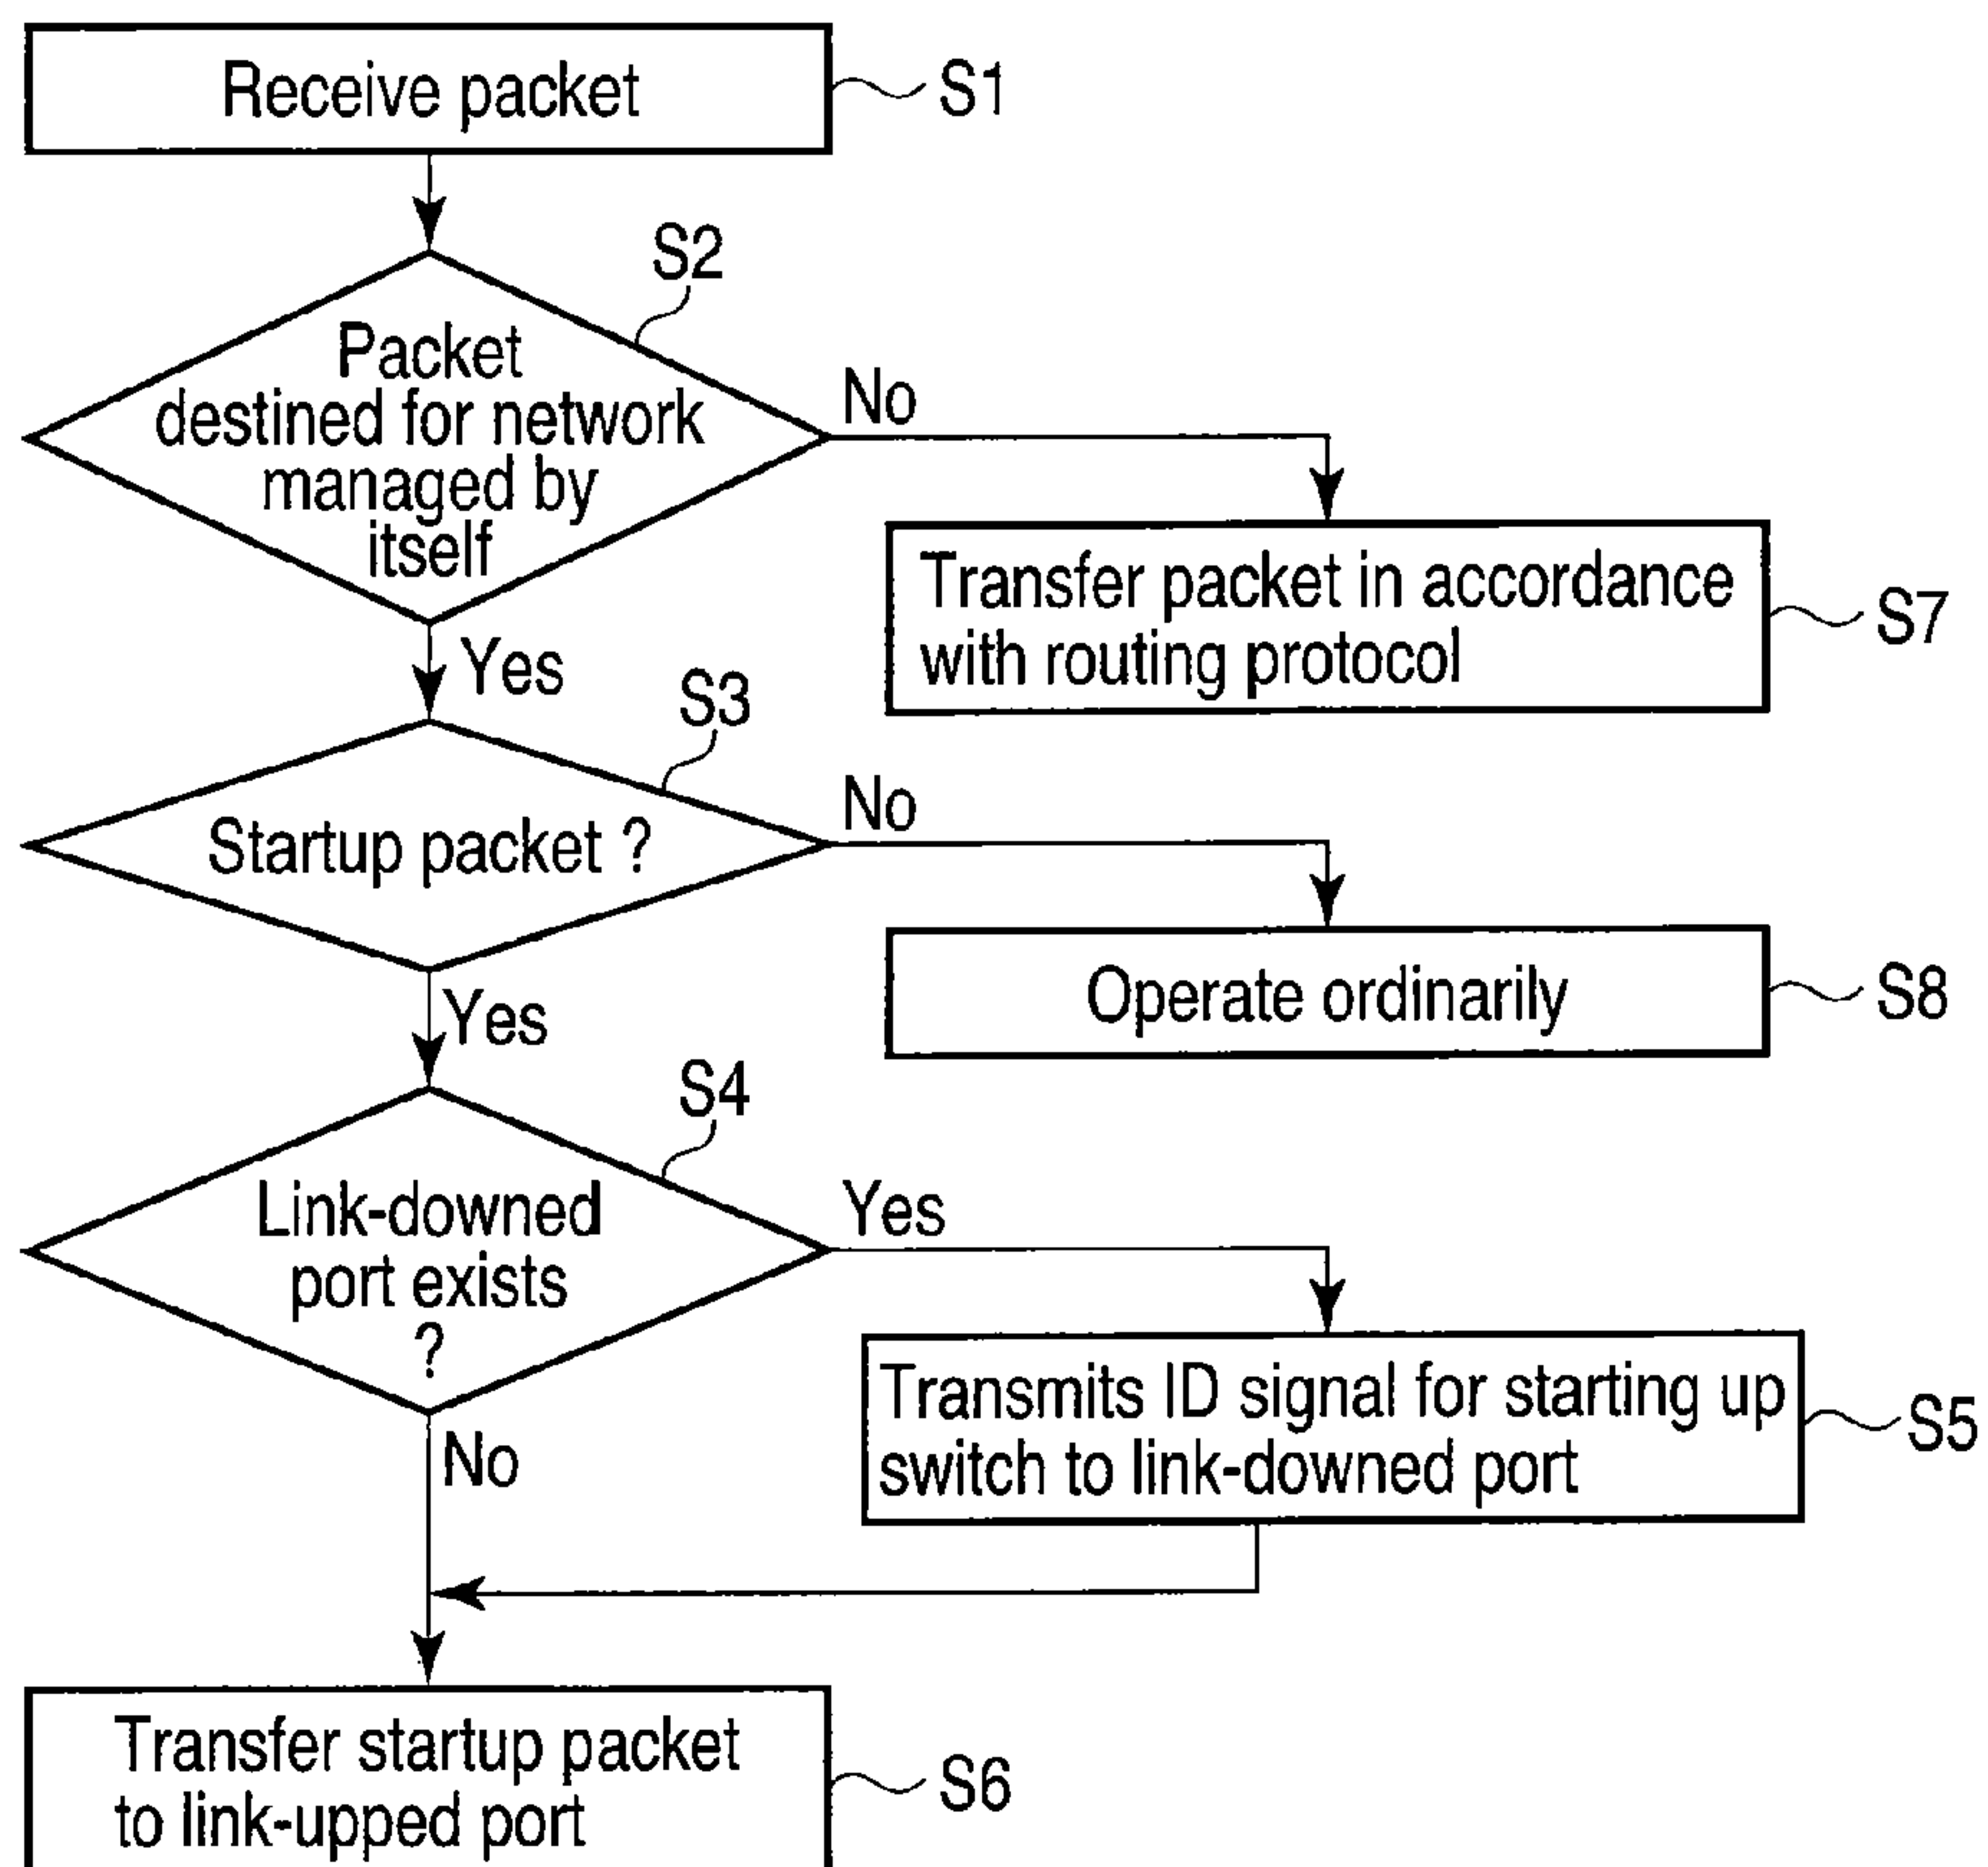 Receive packet
S1
S2
Packet
destined for network
managed by
itself
No
Yes
Transfer packet in accordance
with routing protocol
S7
S3
Startup packet ?
No
Yes
Operate ordinarily
S8
S4
Link-downed
port exists
?
Yes
No
Transmits ID signal for starting up
switch to link-downed port
S5
Transfer startup packet
to link-upped port
S6